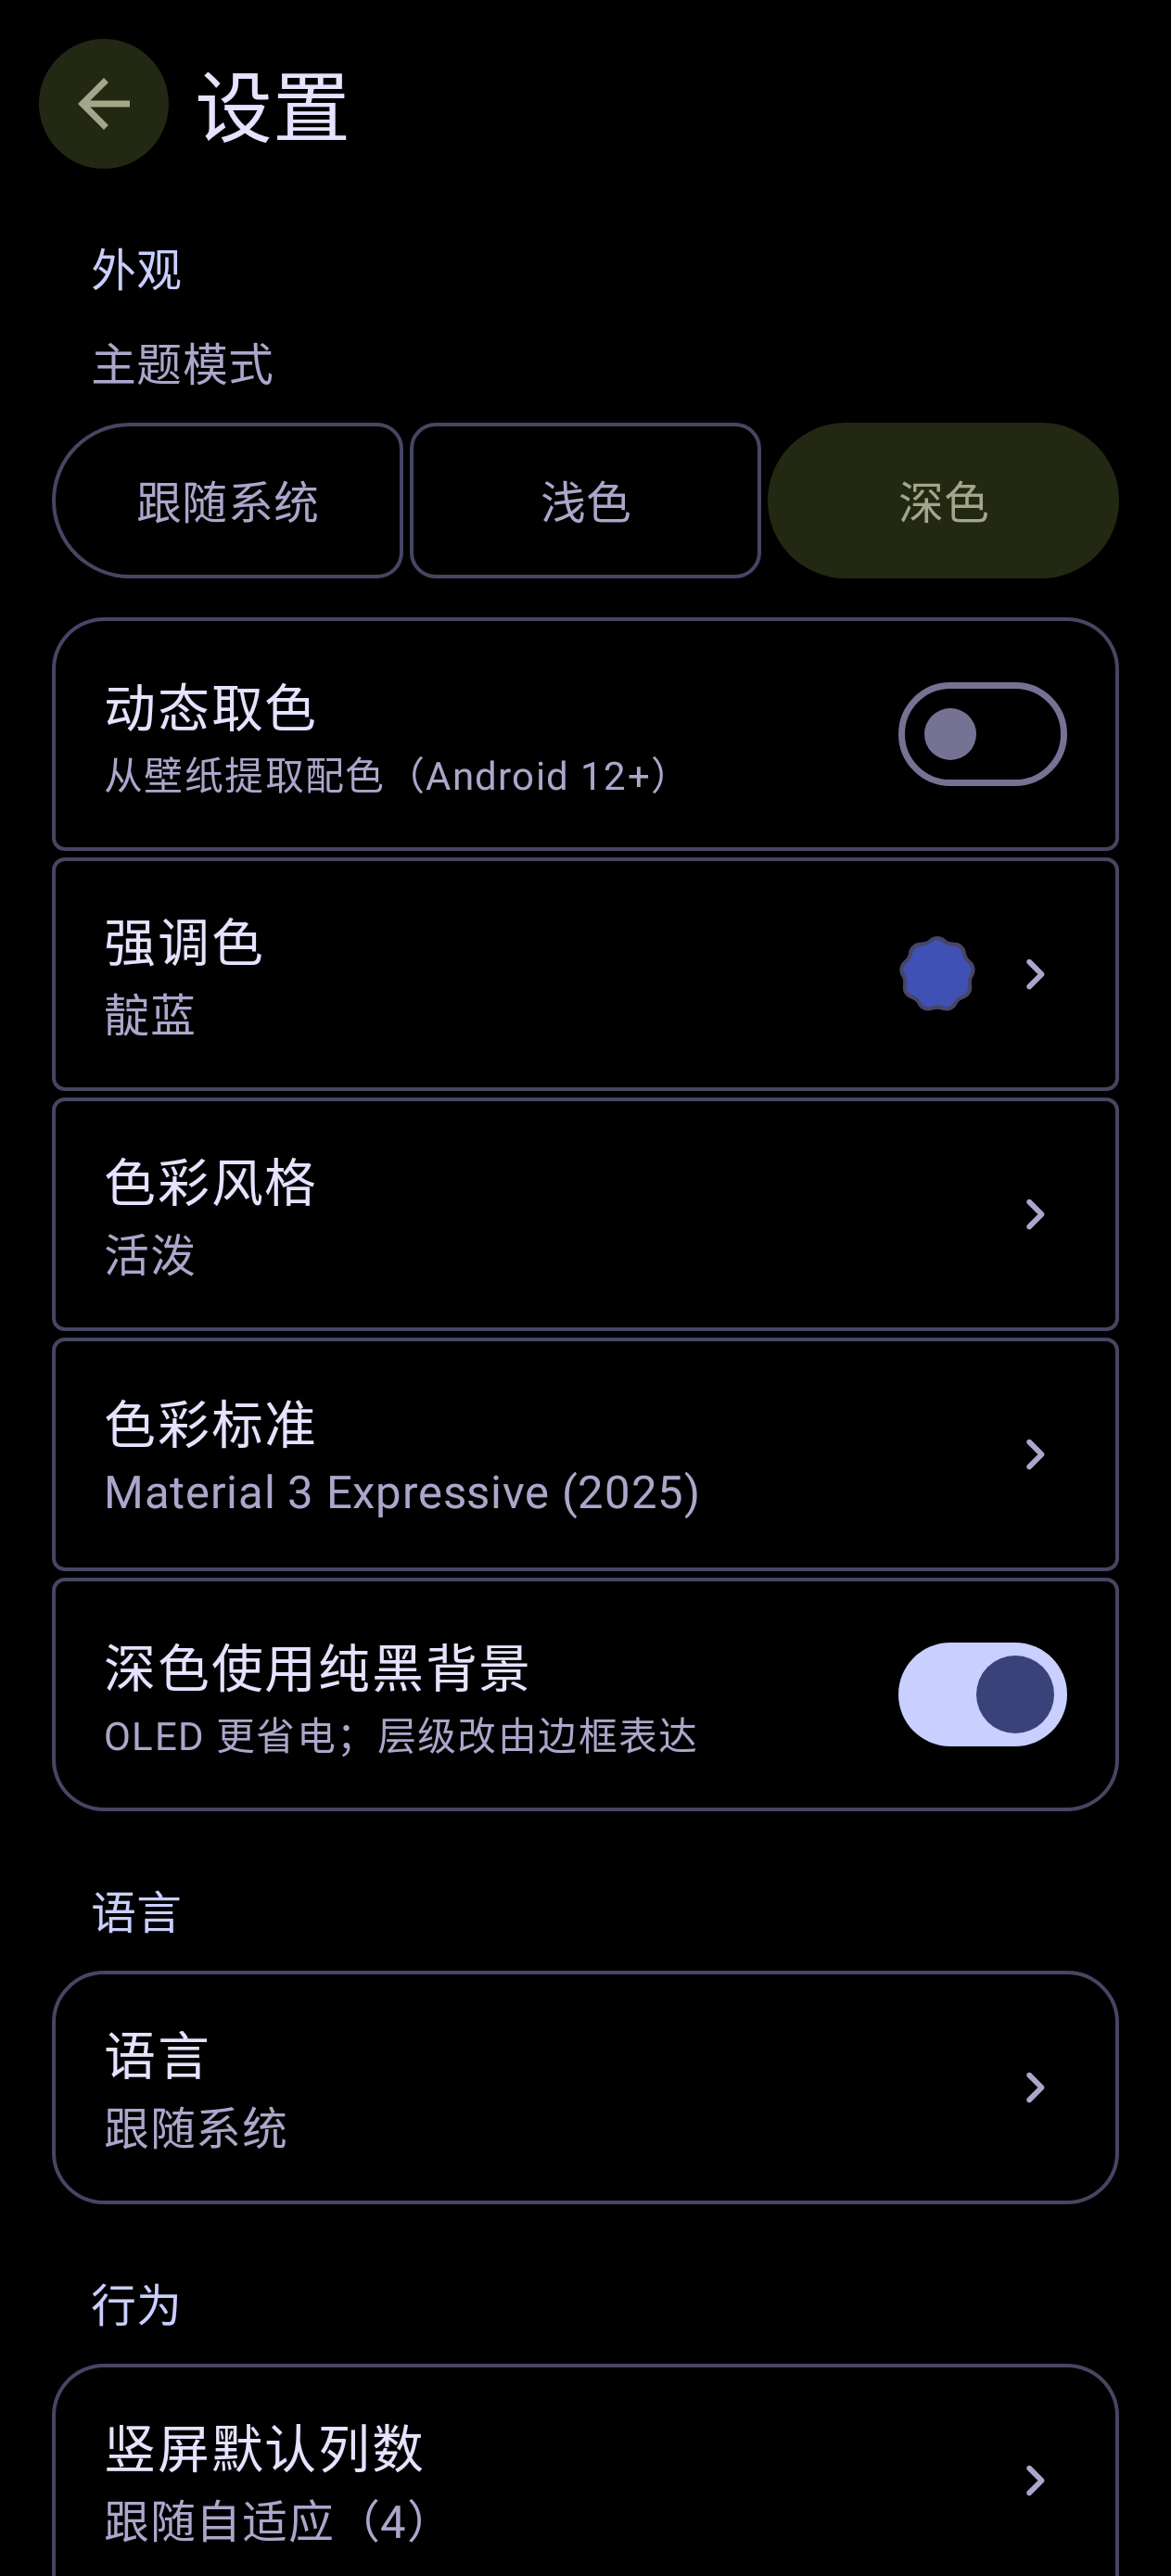 设置
外观
主题模式
跟随系统
浅色
深色
动态取色
从壁纸提取配色（Android 12+）
强调色
靛蓝
色彩风格
活泼
色彩标准
Material 3 Expressive (2025)
深色使用纯黑背景
OLED 更省电；层级改由边框表达
语言
语言
跟随系统
行为
竖屏默认列数
跟随自适应（4）